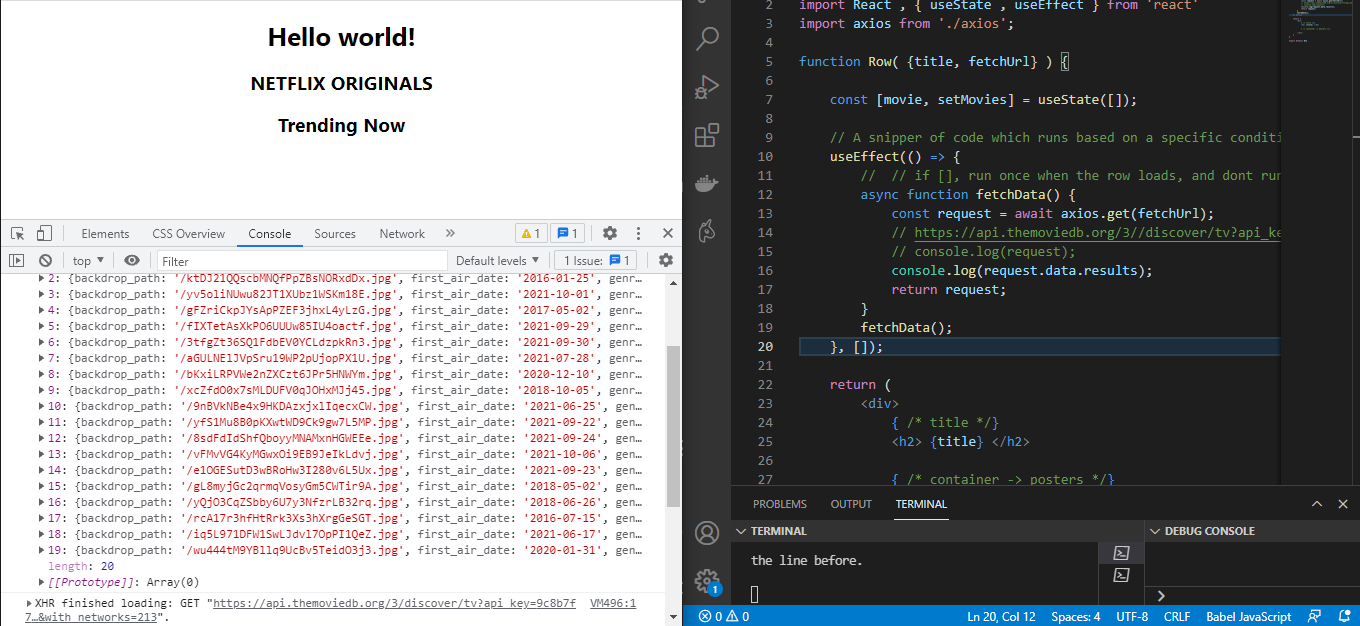 Hello world!
NETFLIX ORIGINALS
Trending Now
Elements CSS Overview Console Sources Network » 1 1
top ▼ Filter Default levels ▼ 1 Issue: 1
2: {backdrop_path: '/ktDJ21QQscbMNQfPpZBsNORxdDx.jpg', first_air_date: '2016-01-25', genr…
3: {backdrop_path: '/yv5oliNUwu82JT1XUbz1WSKm18E.jpg', first_air_date: '2021-10-01', genr…
4: {backdrop_path: '/gFZriCkpJYsApPZEF3jhxL4yLzG.jpg', first_air_date: '2017-05-02', genr…
5: {backdrop_path: '/fIXTetAsXkPO6UUUw85IU4oactf.jpg', first_air_date: '2021-09-29', genr…
6: {backdrop_path: '/3tfgZt36SQ1FdbEV0YCLdzpkRn3.jpg', first_air_date: '2021-09-30', genr…
7: {backdrop_path: '/aGULNElJVpSru19WP2pUjopPX1U.jpg', first_air_date: '2021-07-28', genr…
8: {backdrop_path: '/bKxiLRPVWe2nZXCzt6JPr5HNWYm.jpg', first_air_date: '2020-12-10', genr…
9: {backdrop_path: '/xcZfdO0x7sMLDUFV0qJOHxMJj45.jpg', first_air_date: '2018-10-05', genr…
10: {backdrop_path: '/9nBVkNBe4x9HKDAzxjxlIqecxCW.jpg', first_air_date: '2021-06-25', gen…
11: {backdrop_path: '/yfS1Mu8B0pKXwtWD9Ck9gw7L5MP.jpg', first_air_date: '2021-09-22', gen…
12: {backdrop_path: '/8sdFdIdShfQboyyMNAMxnHGWEEe.jpg', first_air_date: '2021-09-24', gen…
13: {backdrop_path: '/vFMvVG4KyMGwxOi9EB9JeIkLdvj.jpg', first_air_date: '2021-10-06', gen…
14: {backdrop_path: '/e1OGESutD3wBRoHw3I280v6L5Ux.jpg', first_air_date: '2021-09-23', gen…
15: {backdrop_path: '/gL8myjGc2qrmqVosyGm5CWTir9A.jpg', first_air_date: '2018-05-02', gen…
16: {backdrop_path: '/yQjO3CqZSbby6U7y3NfzrLB32rq.jpg', first_air_date: '2018-06-26', gen…
17: {backdrop_path: '/rcA17r3hfHtRrk3Xs3hXrgGeSGT.jpg', first_air_date: '2016-07-15', gen…
18: {backdrop_path: '/iq5L971DFW1SwLJdvl7OpPI1QeZ.jpg', first_air_date: '2021-06-17', gen…
19: {backdrop_path: '/wu444tM9YBllq9UcBv5TeidO3j3.jpg', first_air_date: '2020-01-31', gen…
length: 20
[[Prototype]]: Array(0)
XHR finished loading: GET "https://api.themoviedb.org/3/discover/tv?api_key=9c8b7f VM496:1
7…&with_networks=213".
2 import React , { useState , useEffect } from 'react'
3 import axios from './axios';
4
5 function Row( {title, fetchUrl} ) {
6
7 const [movie, setMovies] = useState([]);
8
9 // A snipper of code which runs based on a specific conditi
10 useEffect(() => {
11 // // if [], run once when the row loads, and dont run
12 async function fetchData() {
13 const request = await axios.get(fetchUrl);
14 // https://api.themoviedb.org/3//discover/tv?api_ke
15 // console.log(request);
16 console.log(request.data.results);
17 return request;
18 }
19 fetchData();
20 }, []);
21
22 return (
23 <div>
24 { /* title */}
25 <h2> {title} </h2>
26
27 { /* container -> posters */}
PROBLEMS OUTPUT TERMINAL
TERMINAL
the line before.
DEBUG CONSOLE
1
0 0 Ln 20, Col 12 Spaces: 4 UTF-8 CRLF Babel JavaScript